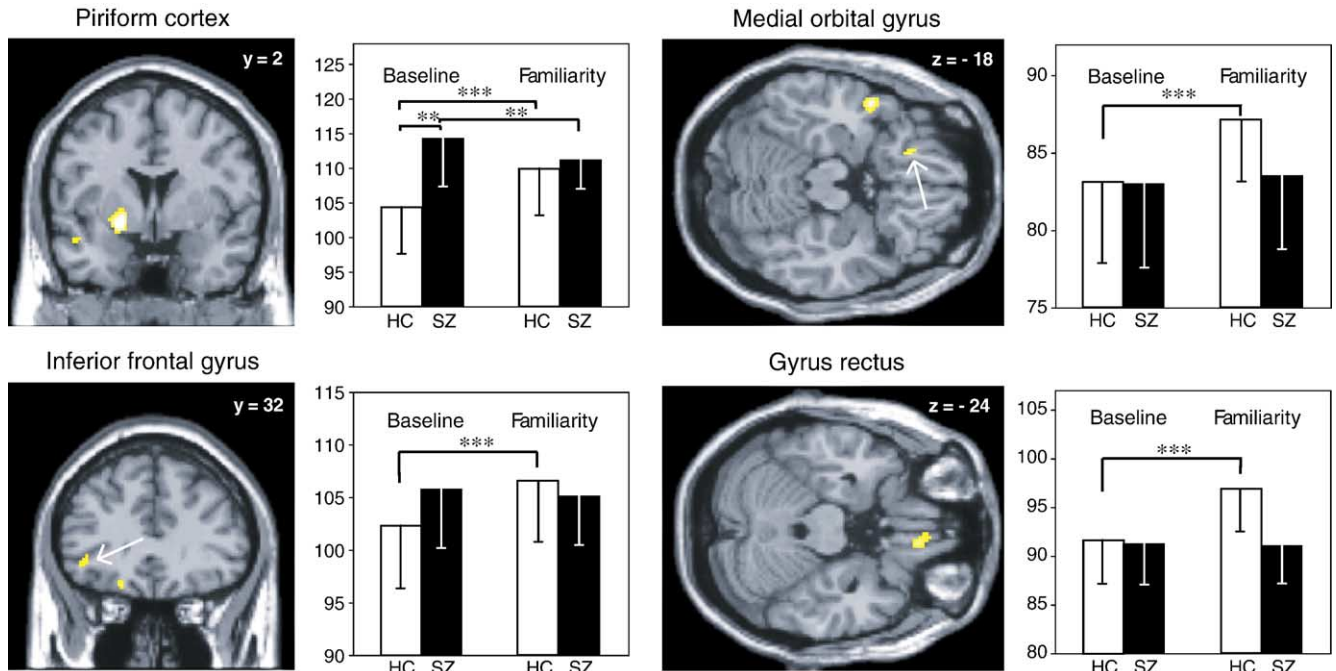 Piriform cortex
y = 2
125
120
115
110
105
100
95
90
Baseline Familiarity
***
** **
HC SZ HC SZ
Medial orbital gyrus
z = - 18
90
85
80
75
Baseline Familiarity
***
HC SZ HC SZ
Inferior frontal gyrus
y = 32
115
110
105
100
95
90
Baseline Familiarity
***
HC SZ HC SZ
Gyrus rectus
z = - 24
105
100
95
90
85
80
Baseline Familiarity
***
HC SZ HC SZ